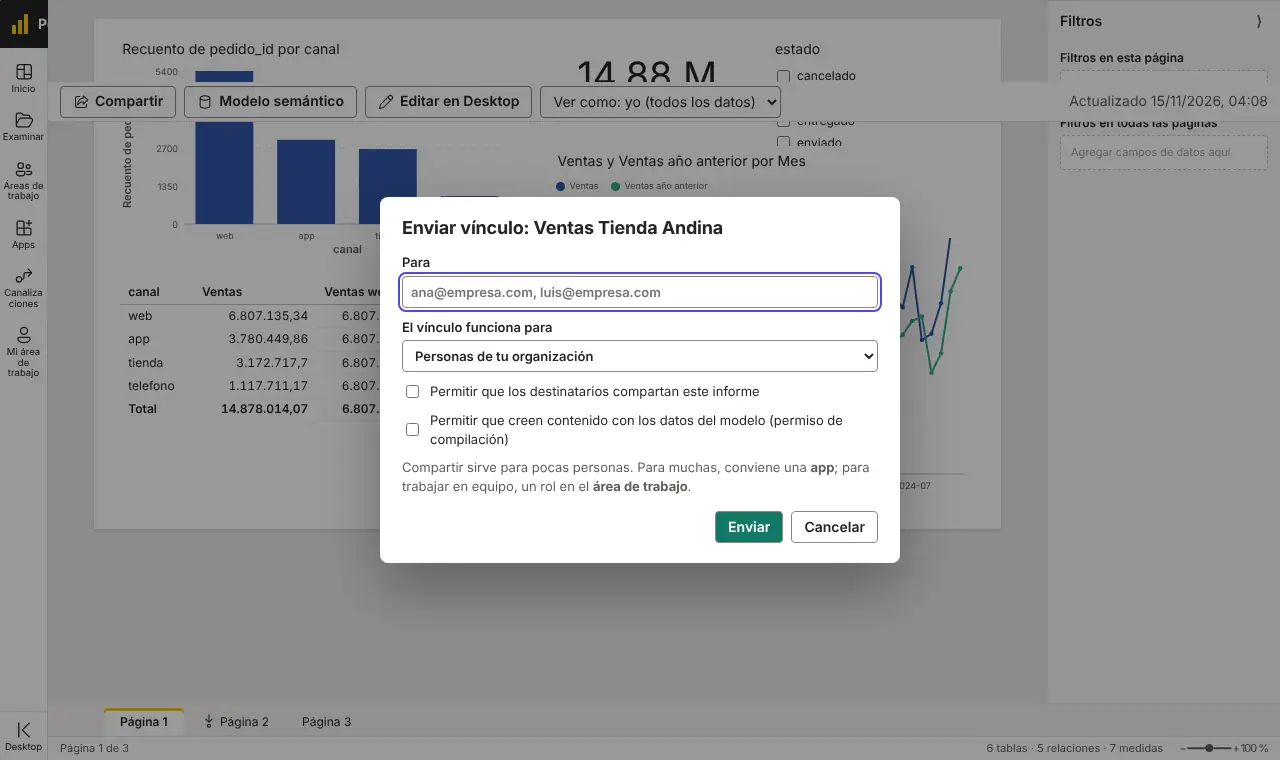 Inicio
Examinar
Áreas de
trabajo
Apps
Canaliza
ciones
Mi área
de
trabajo
Desktop
Recuento de pedido_id por canal
5400
2700
1350
0
web
app
canal
Recuento de ped
14,88 M
estado
cancelado
entregado
enviado
Compartir
Modelo semántico
Editar en Desktop
Ver como: yo (todos los datos)
Actualizado 15/11/2026, 04:08
Ventas y Ventas año anterior por Mes
Ventas
Ventas año anterior
024-07
canal Ventas Ventas we
web 6.807.135,34 6.807.
app 3.780.449,86 6.807.
tienda 3.172.717,7 6.807.
telefono 1.117.711,17 6.807.
Total 14.878.014,07 6.807.
Filtros
Filtros en esta página
Filtros en todas las páginas
Agregar campos de datos aquí
Enviar vínculo: Ventas Tienda Andina
Para
ana@empresa.com, luis@empresa.com
El vínculo funciona para
Personas de tu organización
Permitir que los destinatarios compartan este informe
Permitir que creen contenido con los datos del modelo (permiso de
compilación)
Compartir sirve para pocas personas. Para muchas, conviene una app; para
trabajar en equipo, un rol en el área de trabajo.
Enviar
Cancelar
Página 1
Página 2
Página 3
Página 1 de 3
6 tablas · 5 relaciones · 7 medidas
100 %